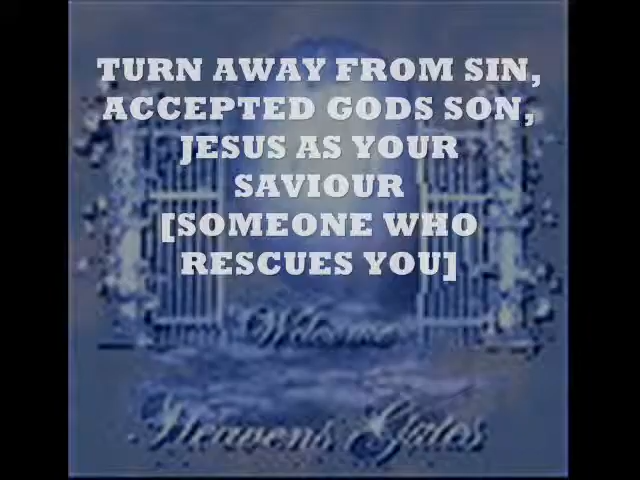 TURN AWAY FROM SIN,
ACCEPTED GODS SON,
JESUS AS YOUR
SAVIOUR
[SOMEONE WHO
RESCUES YOU]
Welcome
Heavens Gates